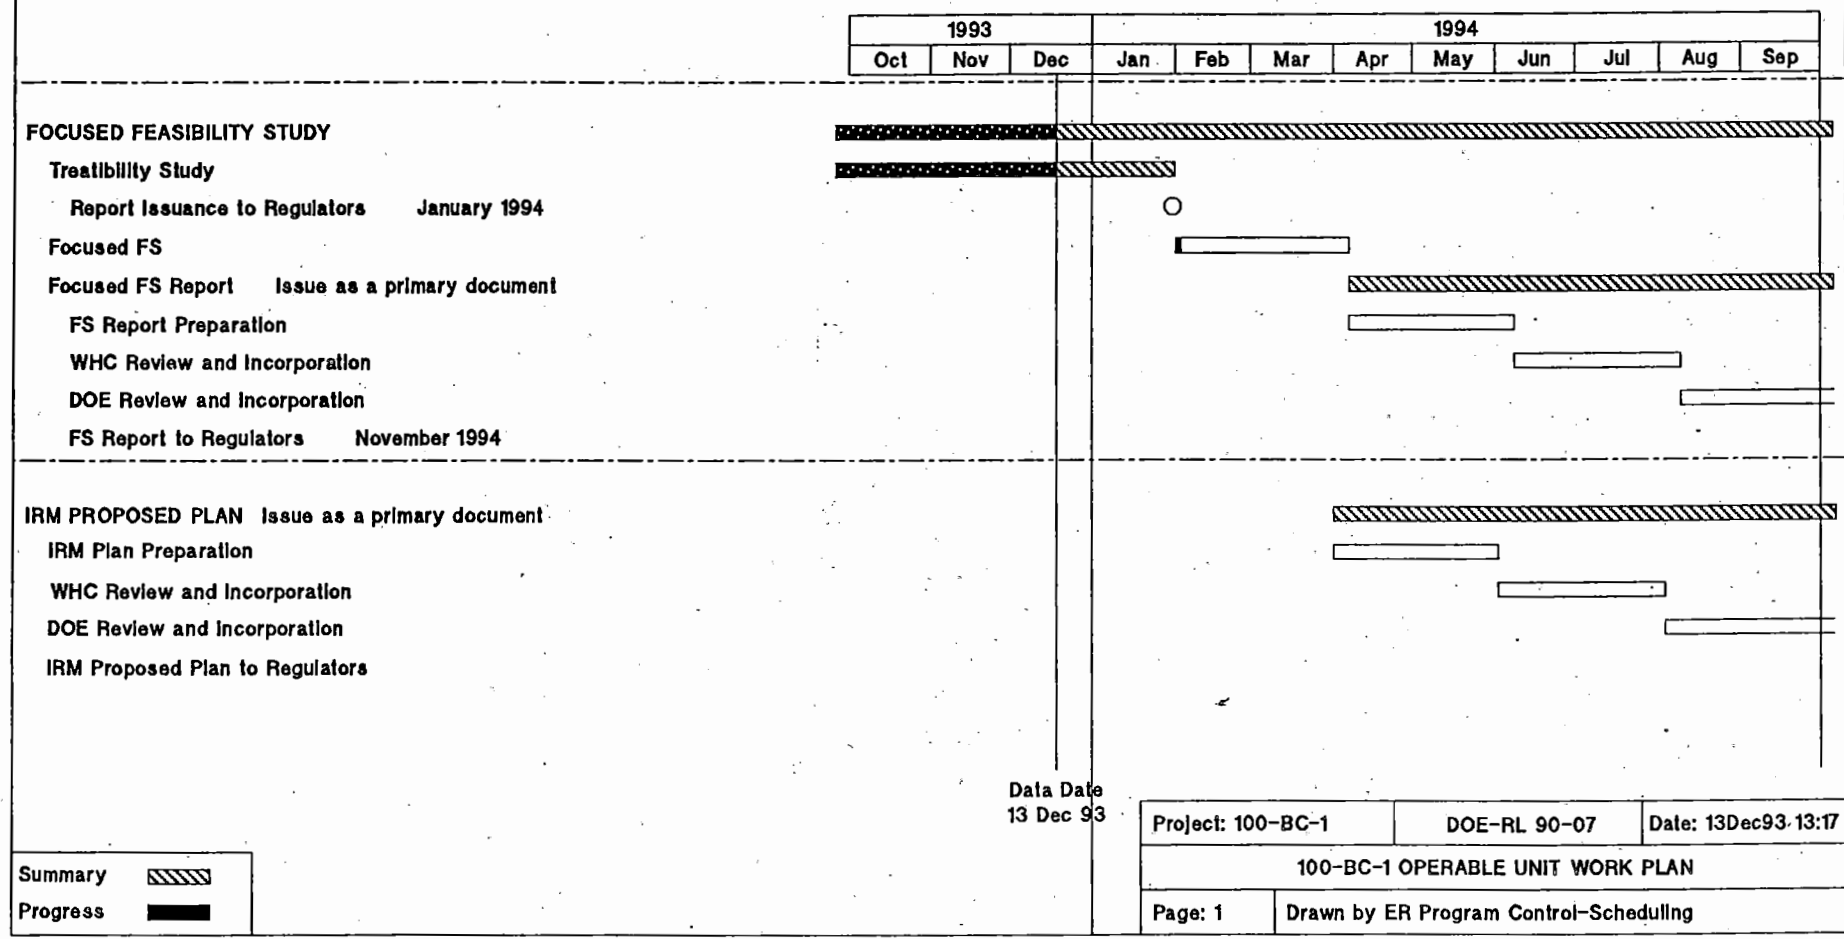 1993 1994
Oct Nov Dec Jan Feb Mar Apr May Jun Jul Aug Sep
FOCUSED FEASIBILITY STUDY
Treatibility Study
Report Issuance to Regulators January 1994
Focused FS
Focused FS Report Issue as a primary document
FS Report Preparation
WHC Review and Incorporation
DOE Review and Incorporation
FS Report to Regulators November 1994
IRM PROPOSED PLAN Issue as a primary document
IRM Plan Preparation
WHC Review and Incorporation
DOE Review and Incorporation
IRM Proposed Plan to Regulators
Data Date
13 Dec 93
Project: 100-BC-1 DOE-RL 90-07 Date: 13Dec93 13:17
100-BC-1 OPERABLE UNIT WORK PLAN
Page: 1 Drawn by ER Program Control-Scheduling
Summary
Progress